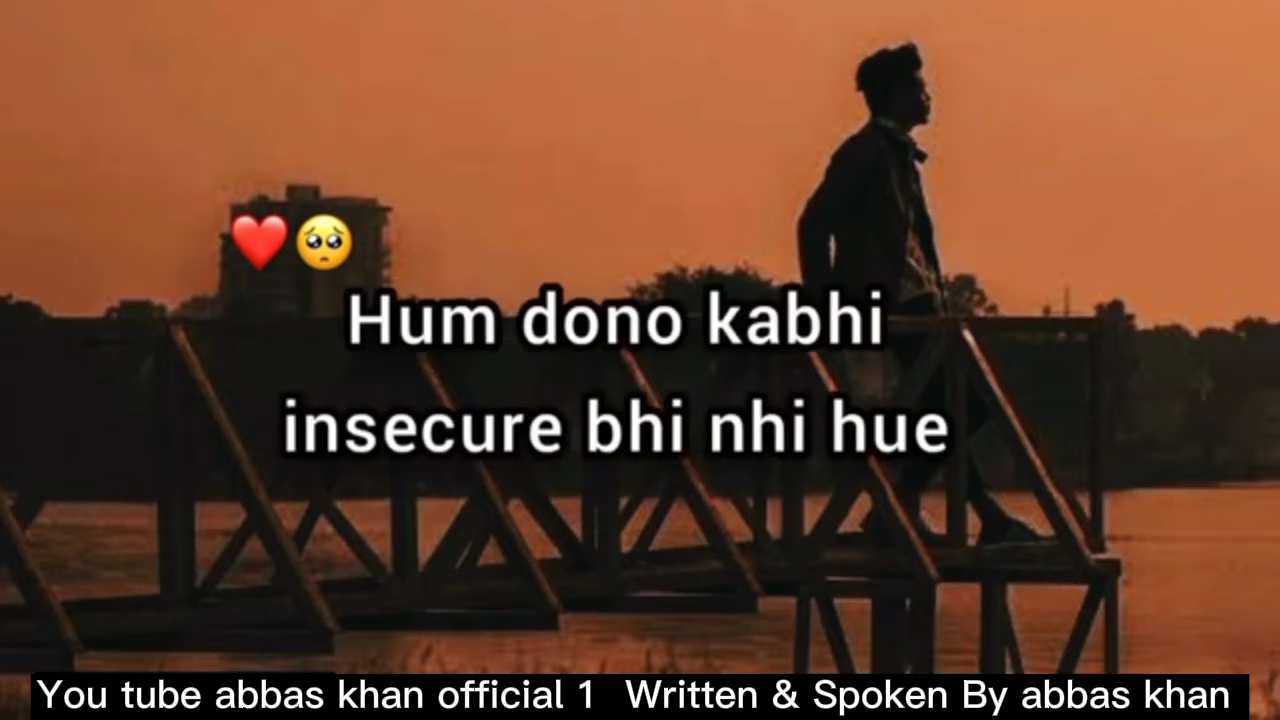 ❤️🥺
Hum dono kabhi
insecure bhi nhi hue
You tube abbas khan official 1 Written & Spoken By abbas khan